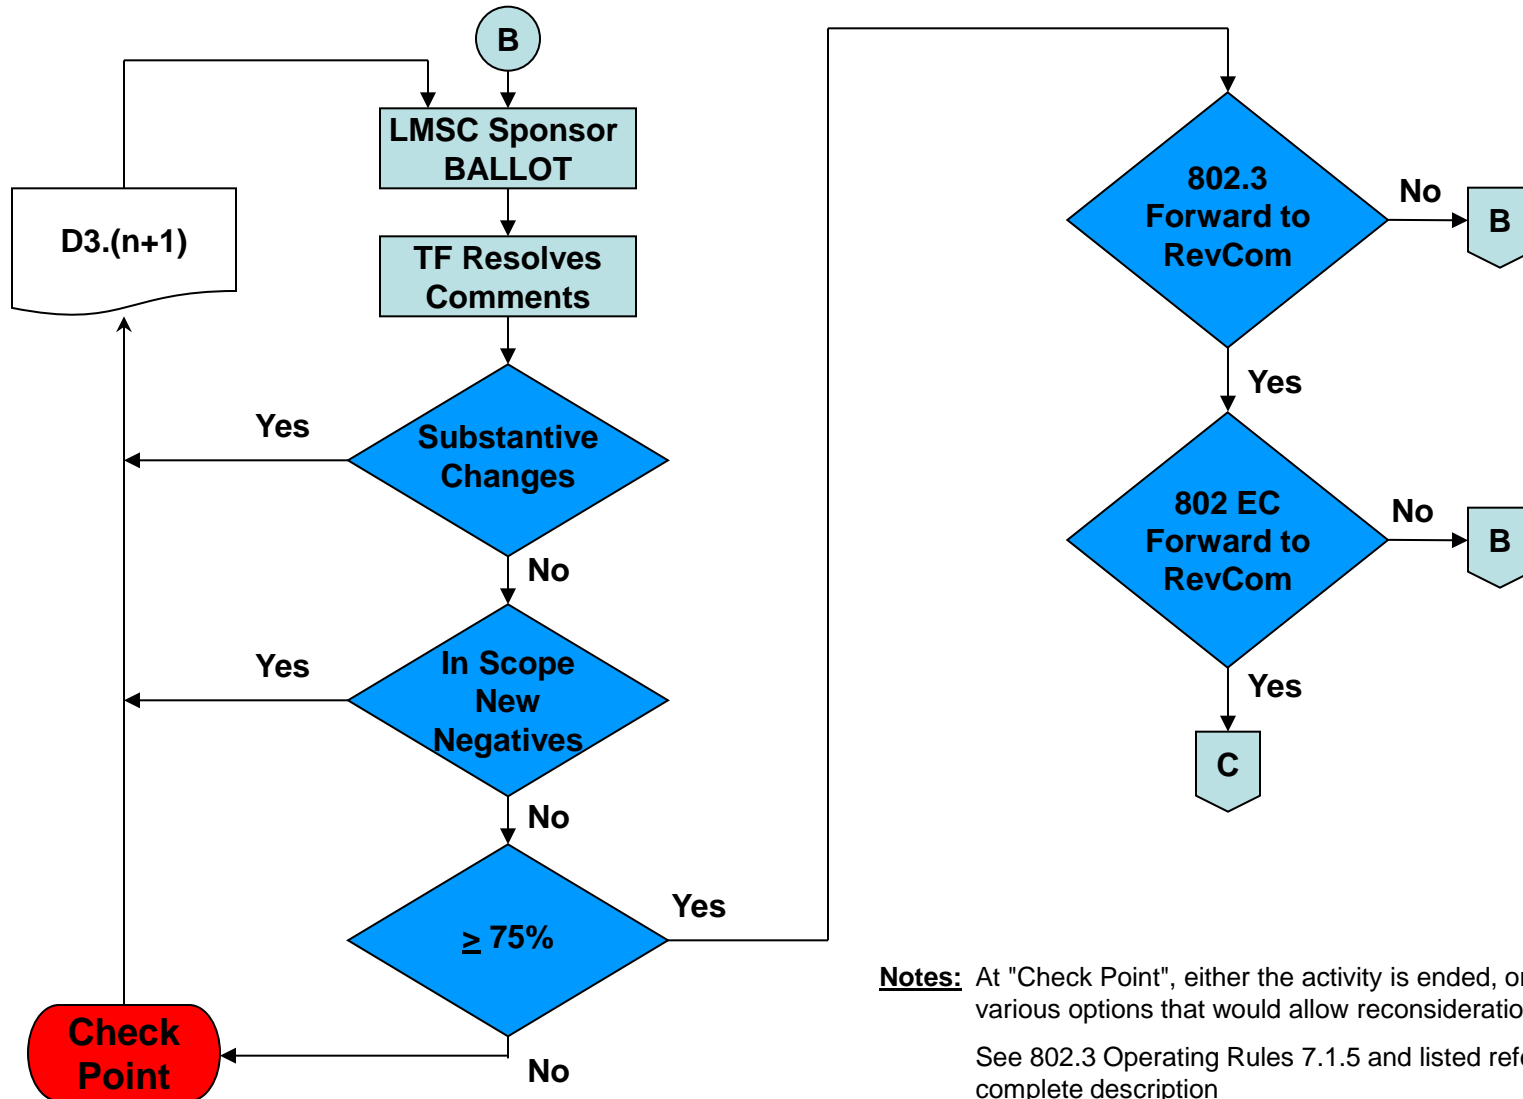 B
LMSC Sponsor
BALLOT
D3.(n+1)
TF Resolves
Comments
Yes
Substantive
Changes
No
Yes
In Scope
New
Negatives
No
≥ 75%
Yes
Check
Point
No
802.3
Forward to
RevCom
No
B
Yes
802 EC
Forward to
RevCom
No
B
Yes
C
Notes: At "Check Point", either the activity is ended, or
various options that would allow reconsideratio
See 802.3 Operating Rules 7.1.5 and listed refe
complete description